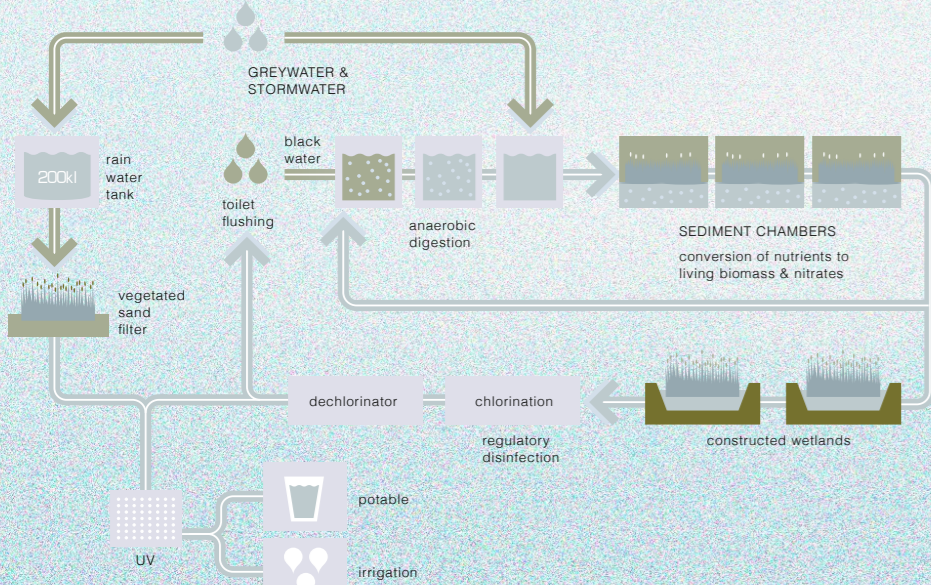 GREYWATER &
STORMWATER
200kl
rain
water
tank
toilet
flushing
black
water
anaerobic
digestion
SEDIMENT CHAMBERS
conversion of nutrients to
living biomass & nitrates
vegetated
sand
filter
dechlorinator
chlorination
regulatory
disinfection
constructed wetlands
UV
potable
irrigation